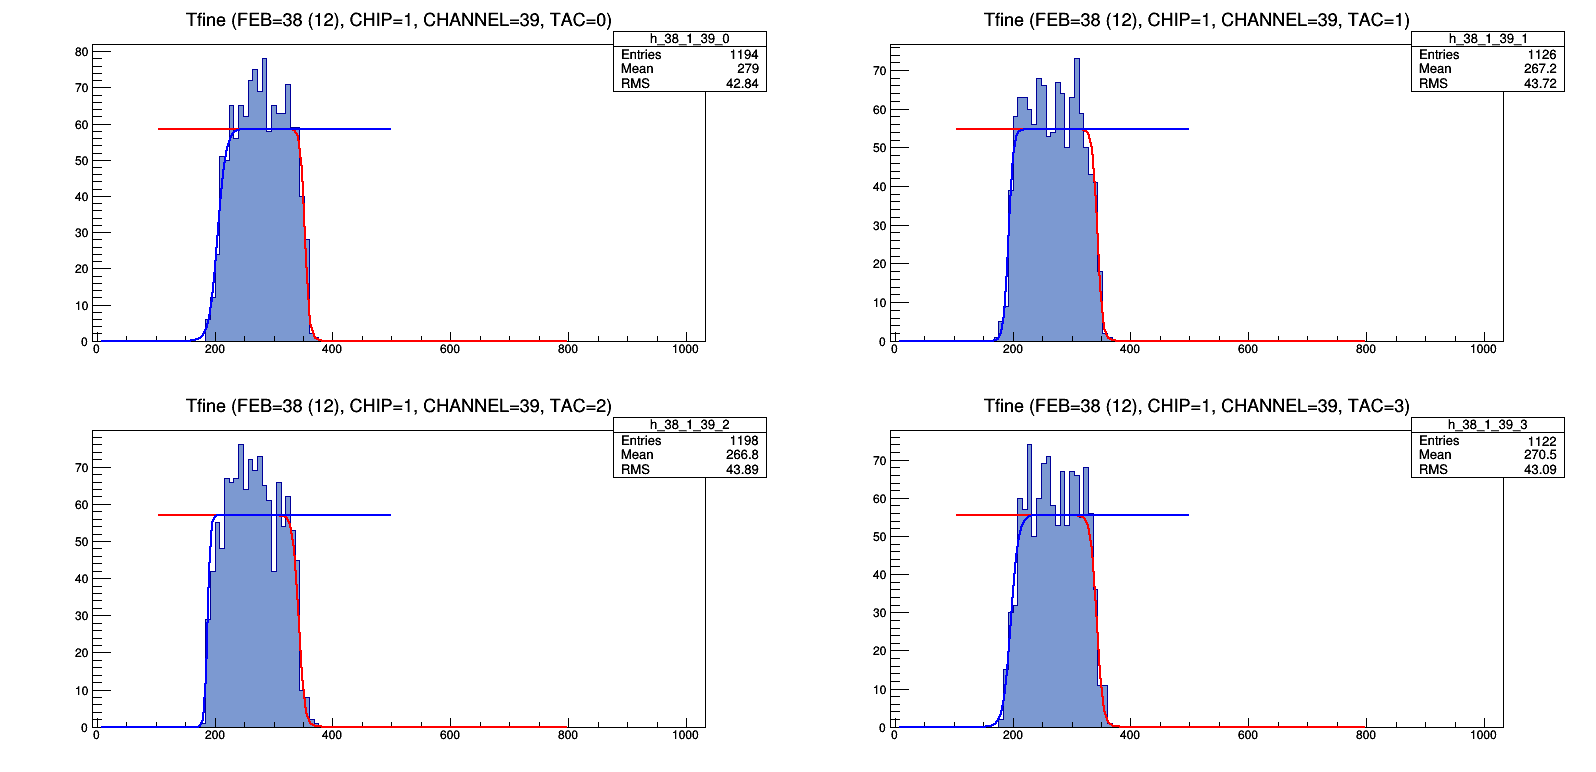 Tfine (FEB=38 (12), CHIP=1, CHANNEL=39, TAC=0)
h_38_1_39_0
Entries 1194
Mean 279
RMS 42.84
80
70
60
50
40
30
20
10
0
0 200 400 600 800 1000
Tfine (FEB=38 (12), CHIP=1, CHANNEL=39, TAC=1)
h_38_1_39_1
Entries 1126
Mean 267.2
RMS 43.72
70
60
50
40
30
20
10
0
0 200 400 600 800 1000
Tfine (FEB=38 (12), CHIP=1, CHANNEL=39, TAC=2)
h_38_1_39_2
Entries 1198
Mean 266.8
RMS 43.89
70
60
50
40
30
20
10
0
0 200 400 600 800 1000
Tfine (FEB=38 (12), CHIP=1, CHANNEL=39, TAC=3)
h_38_1_39_3
Entries 1122
Mean 270.5
RMS 43.09
70
60
50
40
30
20
10
0
0 200 400 600 800 1000